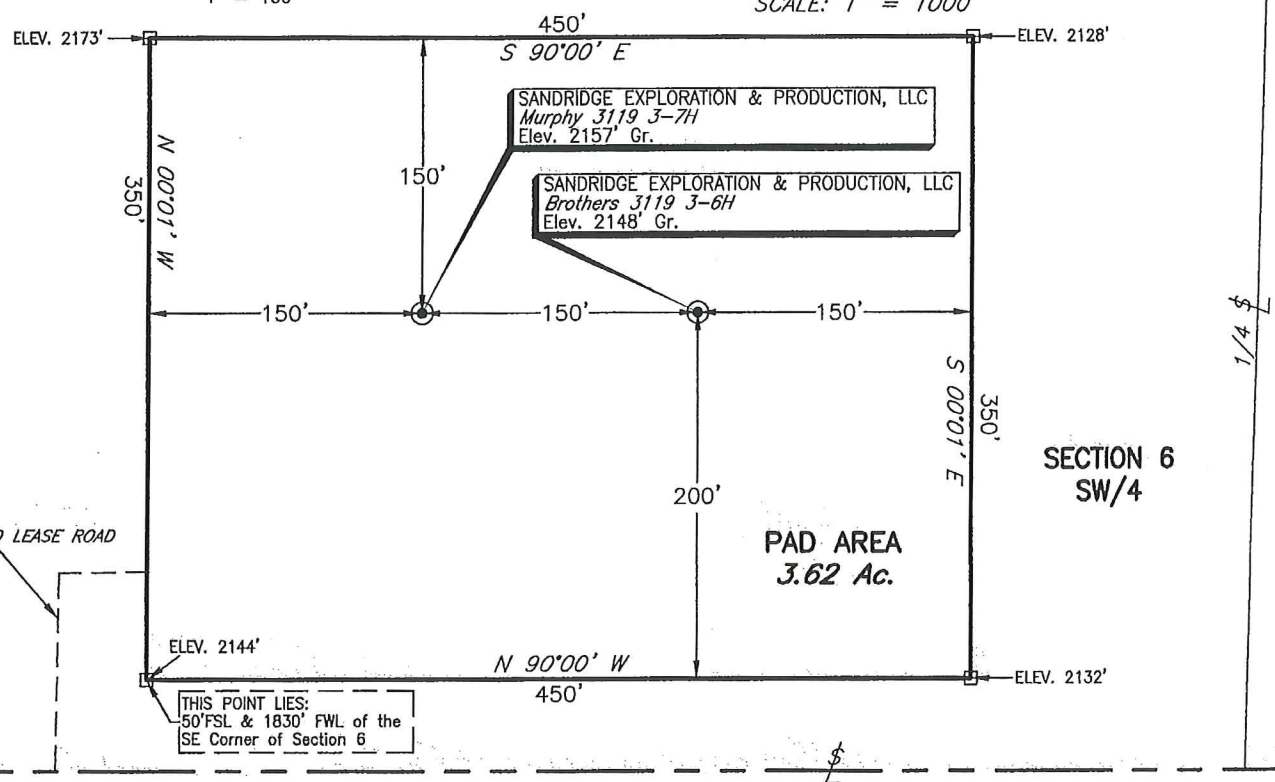 SCALE: 1" = 1000'
ELEV. 2173'
450'
S 90°00' E
ELEV. 2128'
SANDRIDGE EXPLORATION & PRODUCTION, LLC
Murphy 3119 3-7H
Elev. 2157' Gr.
N 00°01' W
350'
150'
SANDRIDGE EXPLORATION & PRODUCTION, LLC
Brothers 3119 3-6H
Elev. 2148' Gr.
150'
150'
150'
1/4
S 00°01' E
350'
SECTION 6
SW/4
200'
LEASE ROAD
PAD AREA
3.62 Ac.
ELEV. 2144'
N 90°00' W
450'
ELEV. 2132'
THIS POINT LIES:
50'FSL & 1830' FWL of the
SE Corner of Section 6